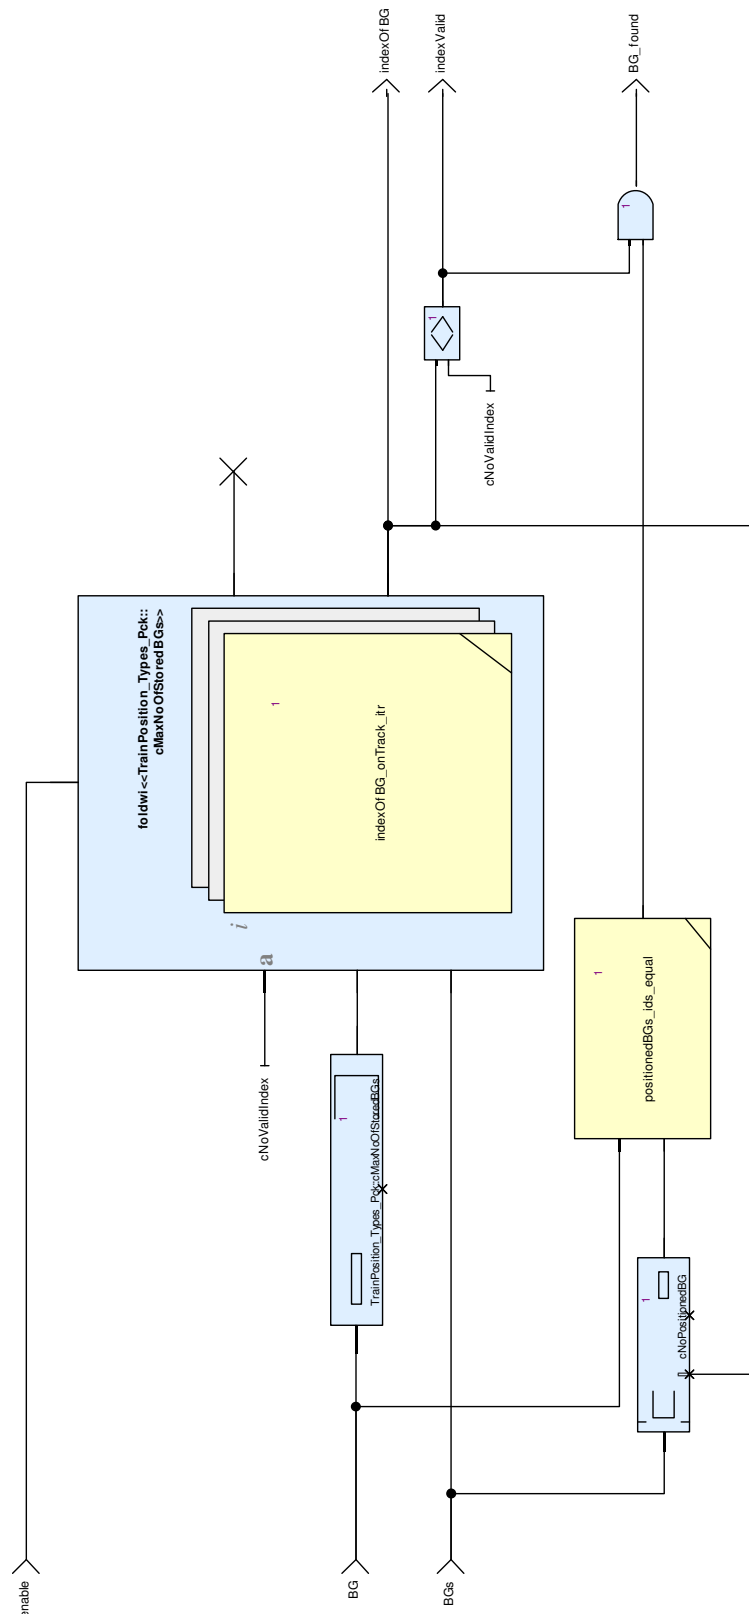 enable
BG
BGs
cNoValidIndex
a
i
foldwi <<TrainPosition_Types_Pck::
cMaxNoOfStoredBGs>>
1
indexOfBG_onTrack_itr
1
TrainPosition_Types_Pck::cMaxNoOfStoredBGs
1
cNoPositionedBG
1
positionedBGs_ids_equal
cNoValidIndex
1
1
indexOfBG
indexValid
BG_found